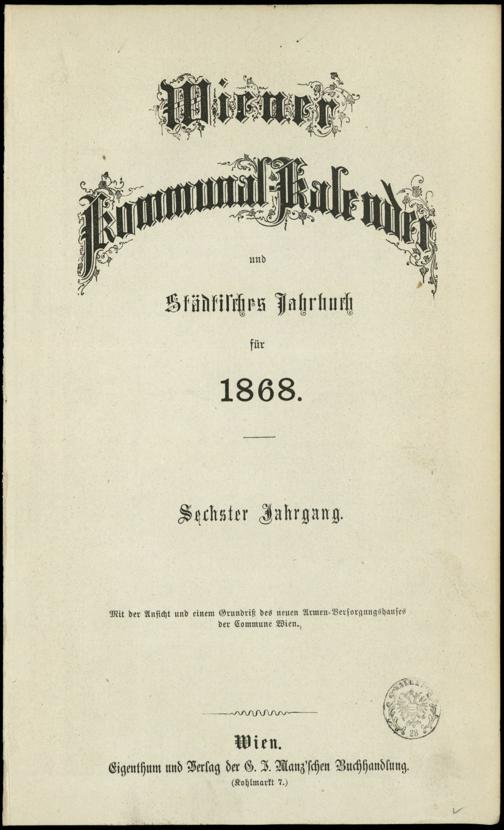 Wiener
Kommunal-Kalender
und
Städtisches Jahrbuch
für
1868.
Sechster Jahrgang.
Mit der Ansicht und einem Grundriß des neuen Armen-Versorgungshauses
der Commune Wien.
Wien.
Eigenthum und Verlag der G. J. Manz'schen Buchhandlung.
(Kohlmarkt 7.)
28